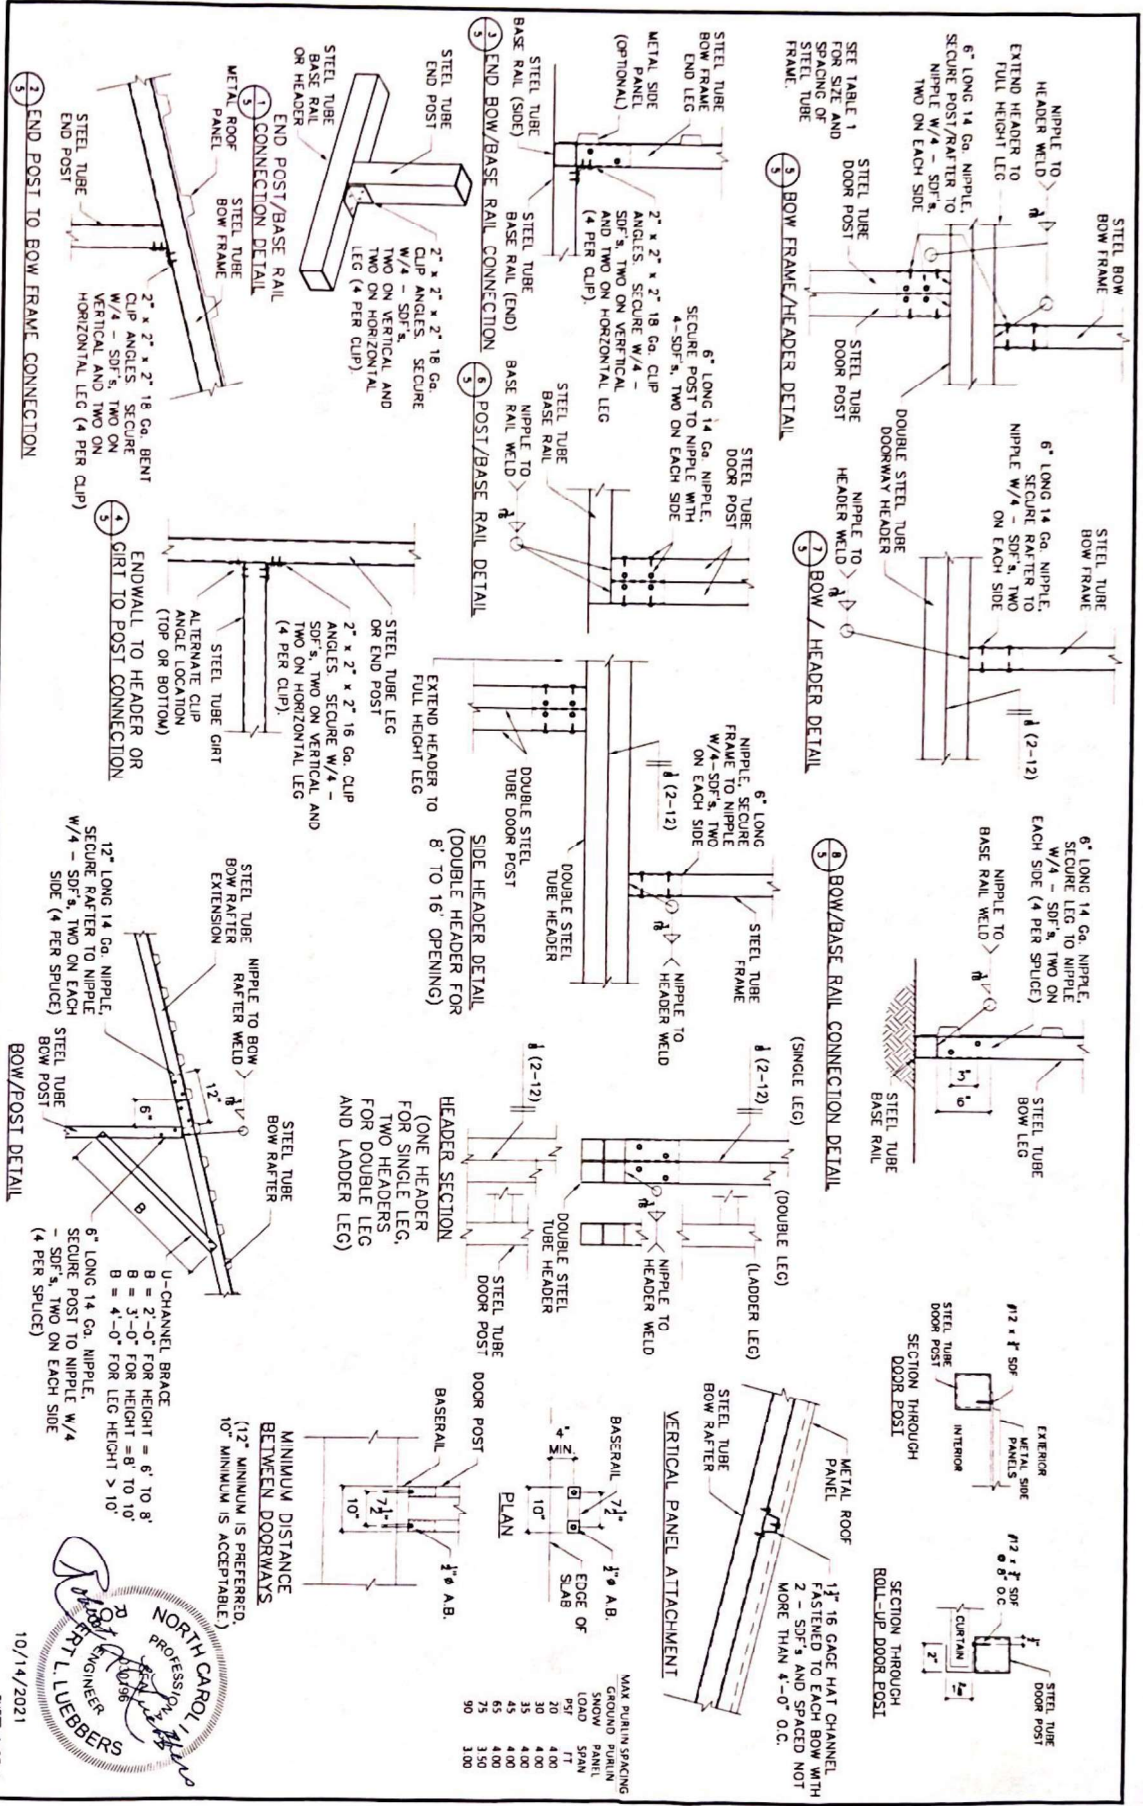 NIPPLE TO
HEADER WELD
EXTEND HEADER TO
FULL HEIGHT LEG
6" LONG 14 Ga. NIPPLE,
SECURE POST/RAFTER TO
NIPPLE W/4 - SDF's,
TWO ON EACH SIDE
SEE TABLE 1
FOR SIZE AND
SPACING OF
STEEL TUBE
FRAME.
STEEL BOW
FRAME
STEEL TUBE
DOOR POST
STEEL TUBE
DOOR POST
5
5
BOW FRAME/HEADER DETAIL
6" LONG 14 Ga. NIPPLE,
SECURE RAFTER TO
NIPPLE W/4 - SDF's, TWO
ON EACH SIDE
STEEL TUBE
BOW FRAME
DOUBLE STEEL TUBE
DOORWAY HEADER
NIPPLE TO
HEADER WELD
(2-12)
7
5
BOW / HEADER DETAIL
6" LONG 14 Ga. NIPPLE,
SECURE LEG TO NIPPLE
W/4 - SDF's, TWO ON
EACH SIDE (4 PER SPLICE)
NIPPLE TO
BASE RAIL WELD
3"
6"
STEEL TUBE
BOW LEG
STEEL TUBE
BASE RAIL
8
5
BOW/BASE RAIL CONNECTION DETAIL
EXTERIOR
METAL SIDE
PANELS
INTERIOR
STEEL TUBE
DOOR POST
SECTION THROUGH
DOOR POST
CURTAIN
2"
STEEL TUBE
DOOR POST
SECTION THROUGH
ROLL-UP DOOR POST
STEEL TUBE
BOW FRAME
END LEG
METAL SIDE
PANEL
(OPTIONAL)
STEEL TUBE
BASE RAIL (SIDE)
2" x 2" x 2" 18 Ga. CLIP
ANGLES. SECURE W/4 -
SDF's, TWO ON VERFTICAL
AND TWO ON HORZONTAL LEG
(4 PER CLIP).
STEEL TUBE
BASE RAIL (END)
3
5
END BOW/BASE RAIL CONNECTION
6" LONG 14 Ga. NIPPLE,
SECURE POST TO NIPPLE WITH
4-SDF's, TWO ON EACH SIDE
STEEL TUBE
DOOR POST
STEEL TUBE
BASE RAIL
NIPPLE TO
BASE RAIL WELD
6
5
POST/BASE RAIL DETAIL
6" LONG
NIPPLE, SECURE
FRAME TO NIPPLE
W/4-SDF's, TWO
ON EACH SIDE
(2-12)
STEEL TUBE
FRAME
NIPPLE TO
HEADER WELD
DOUBLE STEEL
TUBE HEADER
DOUBLE STEEL
TUBE DOOR POST
EXTEND HEADER TO
FULL HEIGHT LEG
SIDE HEADER DETAIL
(DOUBLE HEADER FOR
8' TO 16' OPENING)
(SINGLE LEG)
(DOUBLE LEG)
(LADDER LEG)
(2-12)
NIPPLE TO
HEADER WELD
DOUBLE STEEL
TUBE HEADER
(2-12)
STEEL TUBE
DOOR POST
HEADER SECTION
(ONE HEADER
FOR SINGLE LEG,
TWO HEADERS
FOR DOUBLE LEG
AND LADDER LEG)
METAL ROOF
PANEL
16 GAGE HAT CHANNEL
FASTENED TO EACH BOW WITH
2 - SDF's AND SPACED NOT
MORE THAN 4'-0" O.C.
STEEL TUBE
BOW RAFTER
VERTICAL PANEL ATTACHMENT
STEEL TUBE
END POST
STEEL TUBE
BASE RAIL
OR HEADER
2" x 2" x 2" 18 Ga.
CLIP ANGLES. SECURE
W/4 - SDF's,
TWO ON VERTICAL AND
TWO ON HORIZONTAL
LEG (4 PER CLIP).
1
5
END POST/BASE RAIL
CONNECTION DETAIL
METAL ROOF
PANEL
STEEL TUBE
BOW FRAME
STEEL TUBE
END POST
2" x 2" x 2" 18 Ga. BENT
CLIP ANGLES. SECURE
W/4 - SDF's, TWO ON
VERTICAL AND TWO ON
HORIZONTAL LEG (4 PER CLIP)
2
5
END POST TO BOW FRAME CONNECTION
STEEL TUBE LEG
OR END POST
2" x 2" x 2" 16 Ga. CLIP
ANGLES. SECURE W/4 -
SDF's, TWO ON VERTICAL AND
TWO ON HORIZONTAL LEG
(4 PER CLIP).
STEEL TUBE GIRT
ALTERNATE CLIP
ANGLE LOCATION
(TOP OR BOTTOM)
4
5
ENDWALL TO HEADER OR
GIRT TO POST CONNECTION
STEEL TUBE
BOW RAFTER
EXTENSION
NIPPLE TO BOW
RAFTER WELD
STEEL TUBE
BOW RAFTER
12" LONG 14 Ga. NIPPLE,
SECURE RAFTER TO NIPPLE
W/4 - SDF's, TWO ON EACH
SIDE (4 PER SPLICE)
12"
6"
B
STEEL TUBE
BOW POST
U-CHANNEL BRACE
B = 2'-0" FOR HEIGHT = 6' TO 8'
B = 3'-0" FOR HEIGHT =8' TO 10'
B = 4'-0" FOR LEG HEIGHT > 10'
6" LONG 14 Ga. NIPPLE,
SECURE POST TO NIPPLE W/4
- SDF's, TWO ON EACH SIDE
(4 PER SPLICE)
BOW/POST DETAIL
BASERAIL
7½"
½"ø A.B.
4"
MIN.
10"
EDGE OF
SLAB
PLAN
DOOR POST
BASERAIL
7½"
10"
½"ø A.B.
MINIMUM DISTANCE
BETWEEN DOORWAYS
(12" MINIMUM IS PREFERRED,
10" MINIMUM IS ACCEPTABLE.)
MAX PURLIN SPACING
GROUND PURLIN
SNOW PANEL
LOAD SPAN
PSF FT
20 4.00
30 4.00
35 4.00
45 4.00
65 4.00
75 3.50
90 3.00
NORTH CAROLI
PROFESSIO
ENGINEER
RT L. LUEBBERS
10/14/2021